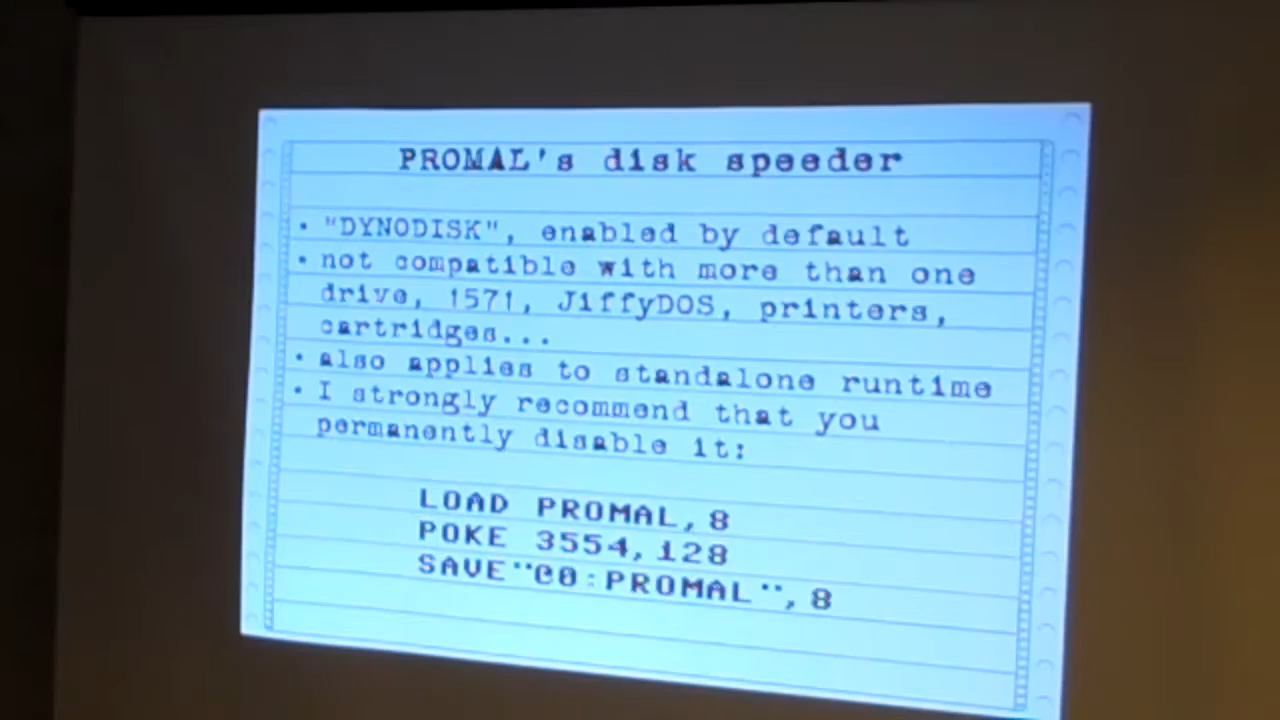 PROMAL's disk speeder
• "DYNODISK", enabled by default
• not compatible with more than one
drive, 1571, JiffyDOS, printers,
cartridges...
• also applies to standalone runtime
• I strongly recommend that you
permanently disable it:
LOAD PROMAL,8
POKE 3554,128
SAVE"@0:PROMAL",8